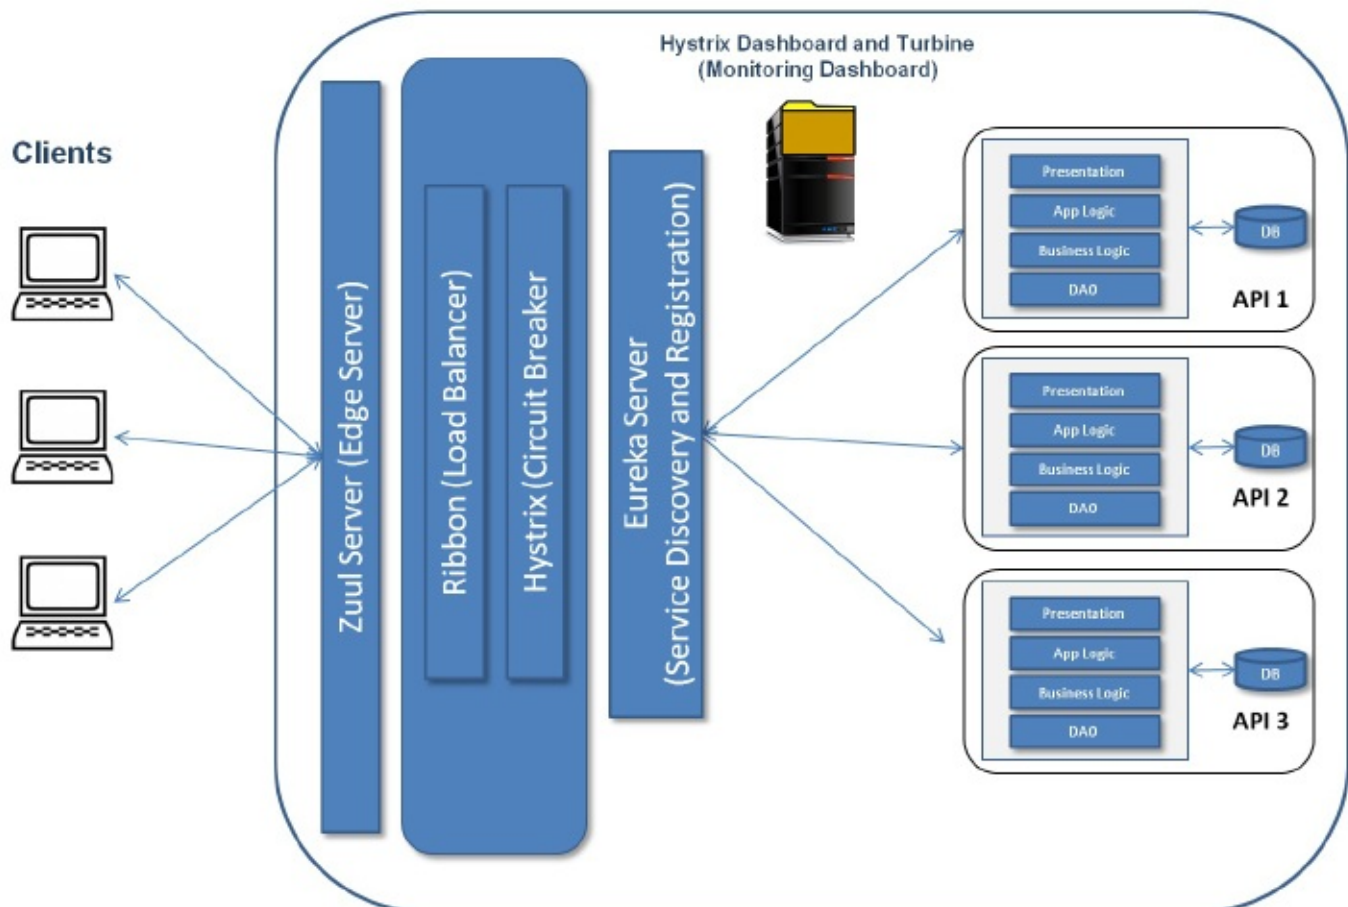 Hystrix Dashboard and Turbine
(Monitoring Dashboard)
Clients
Zuul Server (Edge Server)
Ribbon (Load Balancer)
Hystrix (Circuit Breaker
Eureka Server
(Service Discovery and Registration)
Presentation
App Logic
Business Logic
DAO
DB
API 1
Presentation
App Logic
Business Logic
DAO
DB
API 2
Presentation
App Logic
Business Logic
DAO
DB
API 3